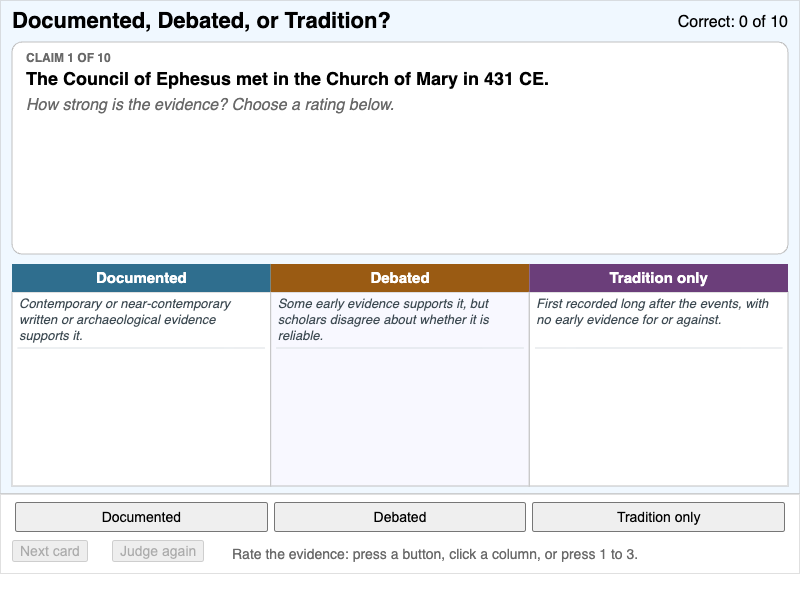 Documented, Debated, or Tradition?
Correct: 0 of 10
CLAIM 1 OF 10
The Council of Ephesus met in the Church of Mary in 431 CE.
How strong is the evidence? Choose a rating below.
Documented
Debated
Tradition only
Contemporary or near-contemporary
written or archaeological evidence
supports it.
Some early evidence supports it, but
scholars disagree about whether it is
reliable.
First recorded long after the events, with
no early evidence for or against.
Documented
Debated
Tradition only
Next card
Judge again
Rate the evidence: press a button, click a column, or press 1 to 3.